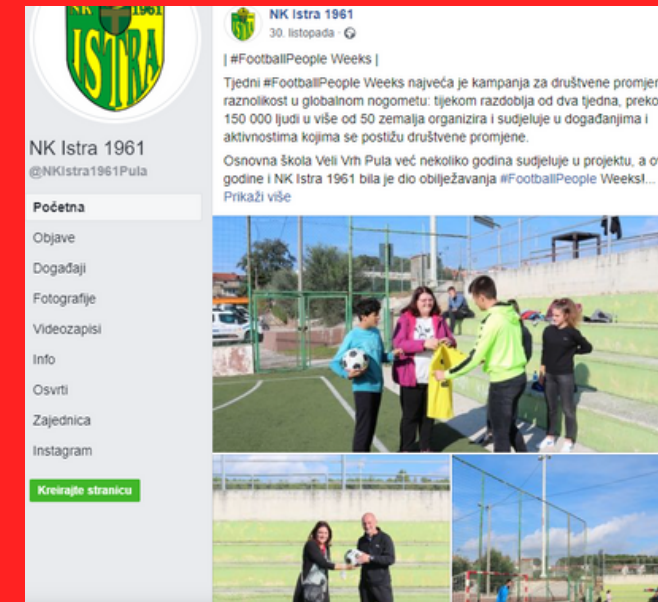 NK 1961
ISTRA
NK Istra 1961
@NKIstra1961Pula
Početna
Objave
Događaji
Fotografije
Videozapisi
Info
Osvrti
Zajednica
Instagram
Kreirajte stranicu
NK Istra 1961
30. listopada ·
| #FootballPeople Weeks |
Tjedni #FootballPeople Weeks najveća je kampanja za društvene promjen
raznolikost u globalnom nogometu: tijekom razdoblja od dva tjedna, preko
150 000 ljudi u više od 50 zemalja organizira i sudjeluje u događanjima i
aktivnostima kojima se postižu društvene promjene.
Osnovna škola Veli Vrh Pula već nekoliko godina sudjeluje u projektu, a ov
godine i NK Istra 1961 bila je dio obilježavanja #FootballPeople Weeks!...
Prikaži više